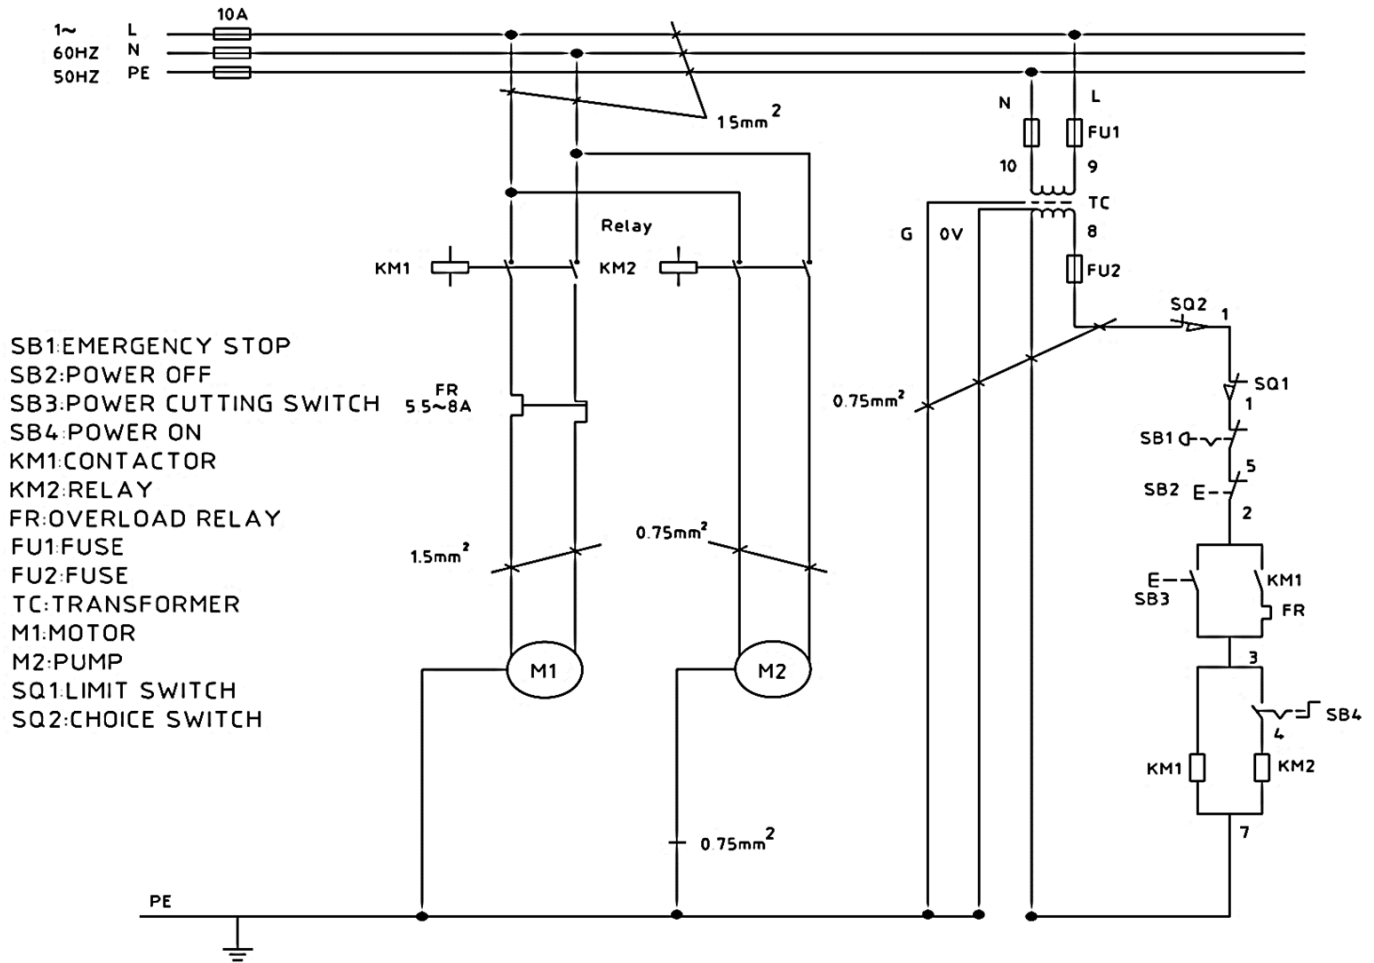 10A
1~ L
60HZ N
50HZ PE
15mm²
N L
FU1
10 9
TC
G 0V 8
Relay
KM1 KM2
FU2
SQ2 1
SB1:EMERGENCY STOP
SB2:POWER OFF
SB3:POWER CUTTING SWITCH
SB4:POWER ON
KM1:CONTACTOR
KM2:RELAY
FR:OVERLOAD RELAY
FU1:FUSE
FU2:FUSE
TC:TRANSFORMER
M1:MOTOR
M2:PUMP
SQ1:LIMIT SWITCH
SQ2:CHOICE SWITCH
FR
5.5~8A
0.75mm²
SQ1
1
SB1
5
SB2 E
2
1.5mm²
0.75mm²
E KM1
SB3
FR
3
M1 M2
SB4
4
KM1 KM2
7
0.75mm²
PE